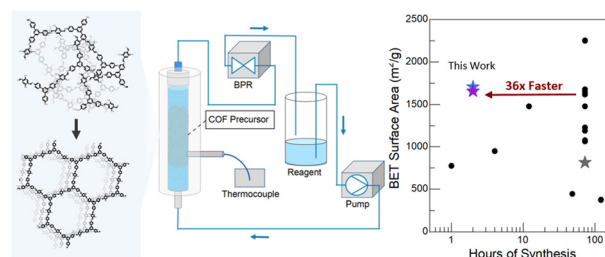 BPR
COF Precursor
Thermocouple
Reagent
Pump
BET Surface Area (m²/g)
2500
2000
1500
1000
500
0
This Work
36x Faster
1
10
100
Hours of Synthesis